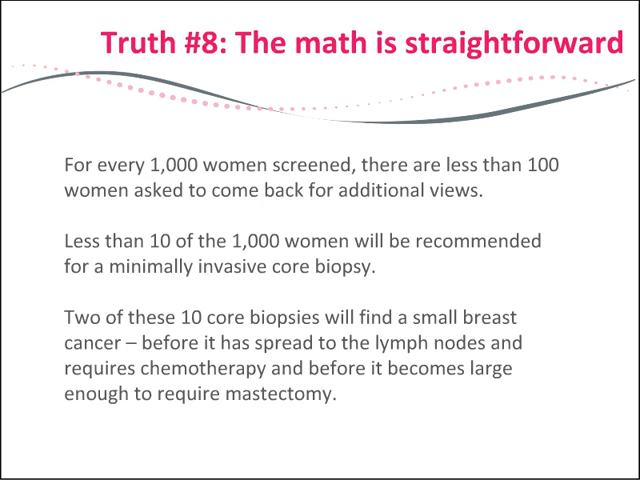 Truth #8: The math is straightforward
For every 1,000 women screened, there are less than 100
women asked to come back for additional views.
Less than 10 of the 1,000 women will be recommended
for a minimally invasive core biopsy.
Two of these 10 core biopsies will find a small breast
cancer – before it has spread to the lymph nodes and
requires chemotherapy and before it becomes large
enough to require mastectomy.